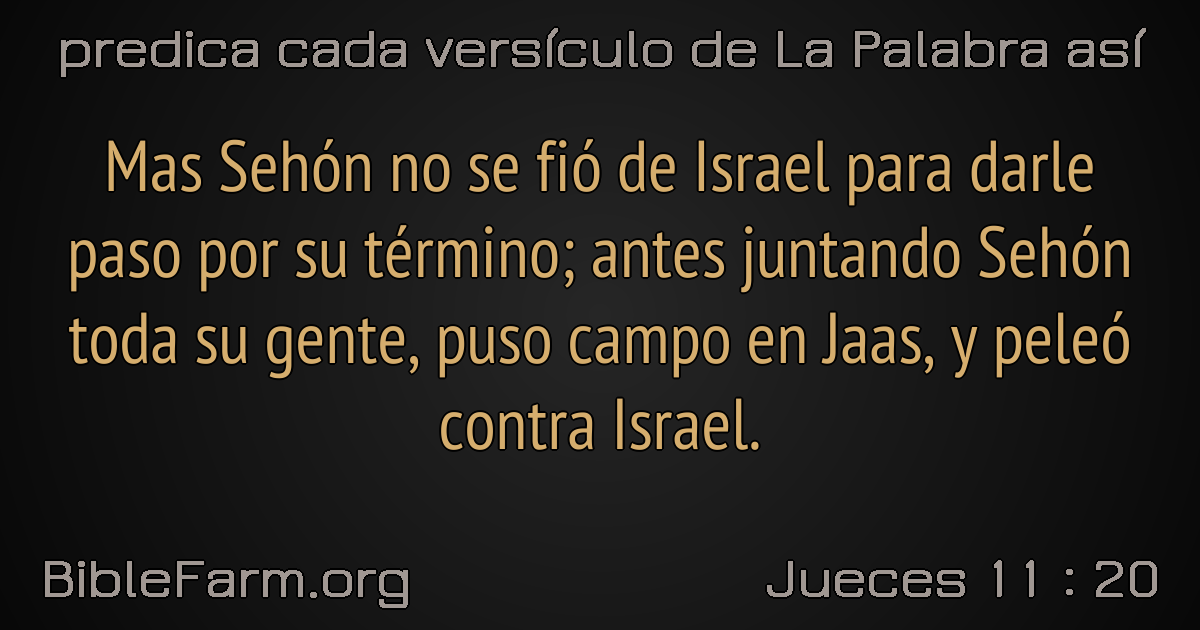 predica cada versículo de La Palabra así
Mas Sehón no se fió de Israel para darle
paso por su término; antes juntando Sehón
toda su gente, puso campo en Jaas, y peleó
contra Israel.
BibleFarm.org
Jueces 11 : 20